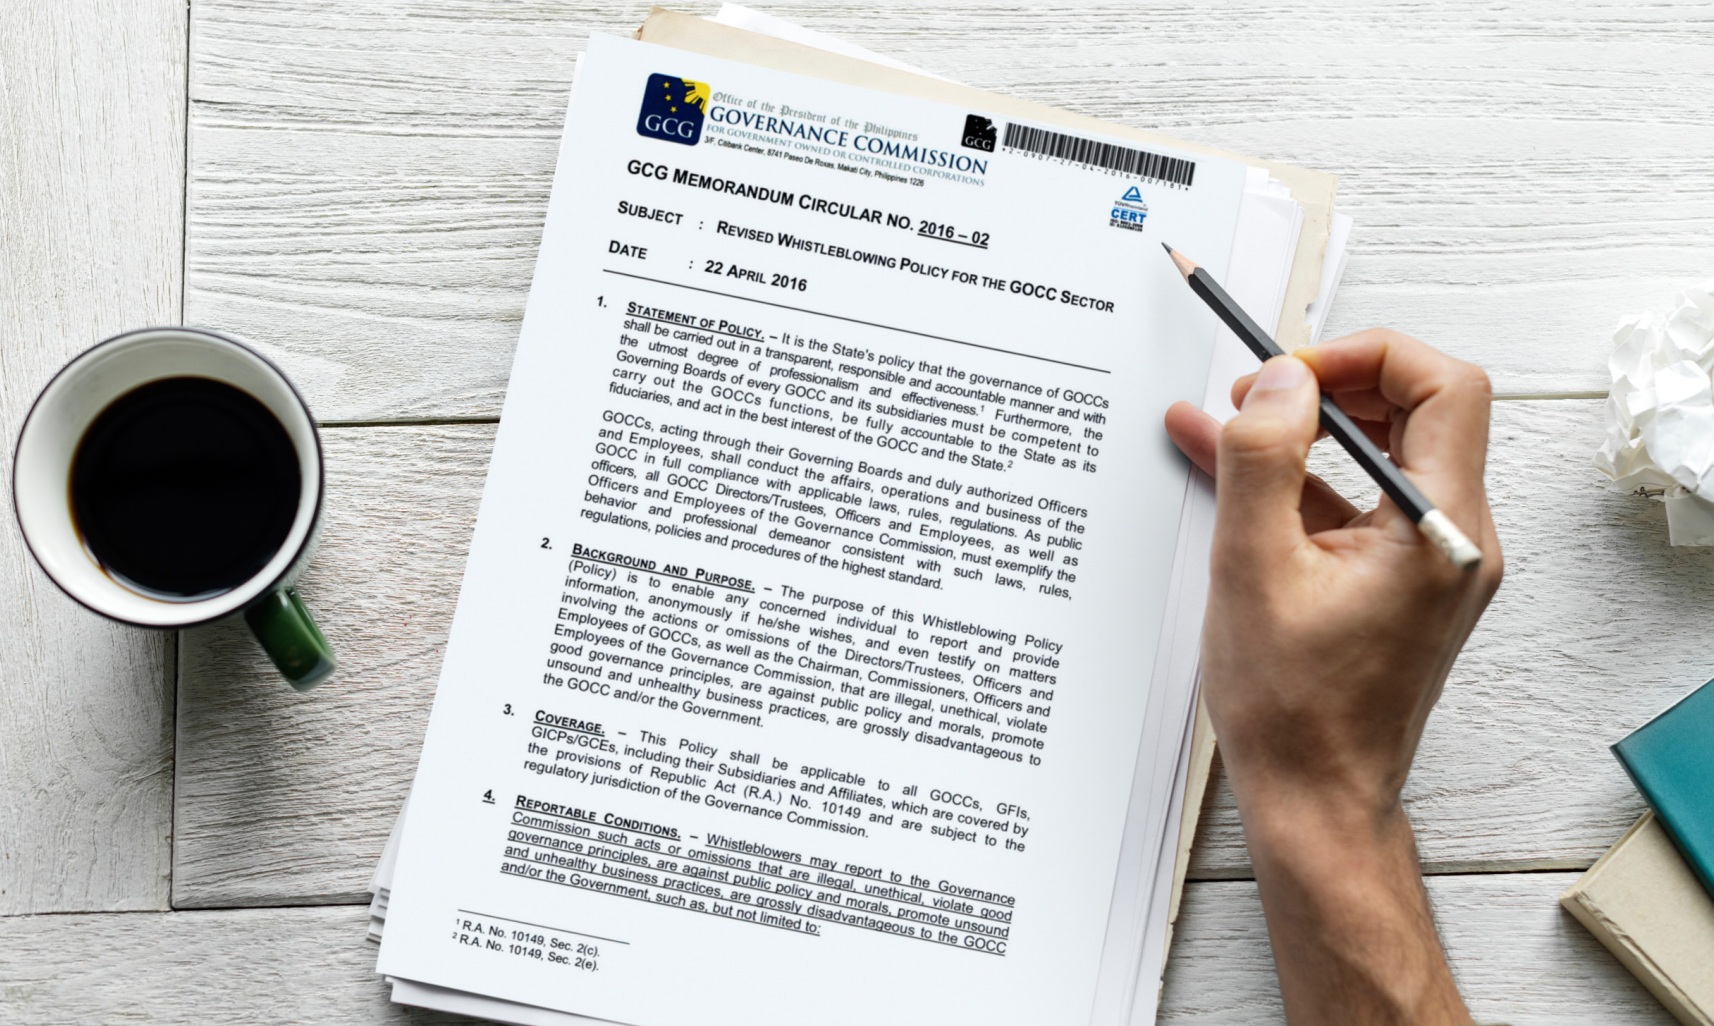 GCG
Office of the President of the Philippines
GOVERNANCE COMMISSION
FOR GOVERNMENT OWNED OR CONTROLLED CORPORATIONS
3/F, Citibank Center, 8741 Paseo De Roxas, Makati City, Philippines 1226
GCG
CERT
GCG MEMORANDUM CIRCULAR NO. 2016 – 02
SUBJECT : REVISED WHISTLEBLOWING POLICY FOR THE GOCC SECTOR
DATE : 22 APRIL 2016
1. STATEMENT OF POLICY. – It is the State's policy that the governance of GOCCs
shall be carried out in a transparent, responsible and accountable manner and with
the utmost degree of professionalism and effectiveness.¹ Furthermore, the
Governing Boards of every GOCC and its subsidiaries must be competent to
carry out the GOCCs functions, be fully accountable to the State as its
fiduciaries, and act in the best interest of the GOCC and the State.²
GOCCs, acting through their Governing Boards and duly authorized Officers
and Employees, shall conduct the affairs, operations and business of the
GOCC in full compliance with applicable laws, rules, regulations. As public
officers, all GOCC Directors/Trustees, Officers and Employees, as well as
Officers and Employees of the Governance Commission, must exemplify the
behavior and professional demeanor consistent with such laws, rules,
regulations, policies and procedures of the highest standard.
2. BACKGROUND AND PURPOSE. – The purpose of this Whistleblowing Policy
(Policy) is to enable any concerned individual to report and provide
information, anonymously if he/she wishes, and even testify on matters
involving the actions or omissions of the Directors/Trustees, Officers and
Employees of GOCCs, as well as the Chairman, Commissioners, Officers and
Employees of the Governance Commission, that are illegal, unethical, violate
good governance principles, are against public policy and morals, promote
unsound and unhealthy business practices, are grossly disadvantageous to
the GOCC and/or the Government.
3. COVERAGE. – This Policy shall be applicable to all GOCCs, GFIs,
GICPs/GCEs, including their Subsidiaries and Affiliates, which are covered by
the provisions of Republic Act (R.A.) No. 10149 and are subject to the
regulatory jurisdiction of the Governance Commission.
4. REPORTABLE CONDITIONS. – Whistleblowers may report to the Governance
Commission such acts or omissions that are illegal, unethical, violate good
governance principles, are against public policy and morals, promote unsound
and unhealthy business practices, are grossly disadvantageous to the GOCC
and/or the Government, such as, but not limited to:
¹ R.A. No. 10149, Sec. 2(c).
² R.A. No. 10149, Sec. 2(e).